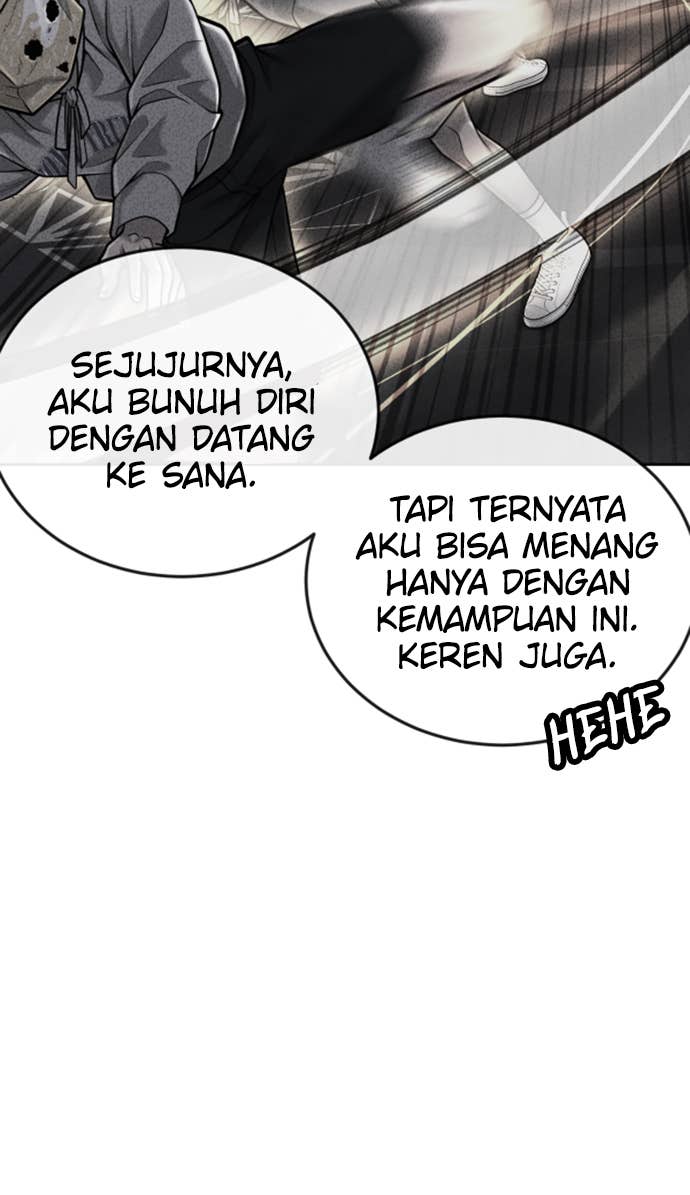 SEJUJURNYA,
AKU BUNUH DIRI
DENGAN DATANG
KE SANA.
TAPI TERNYATA
AKU BISA MENANG
HANYA DENGAN
KEMAMPUAN INI.
KEREN JUGA.
HEHE